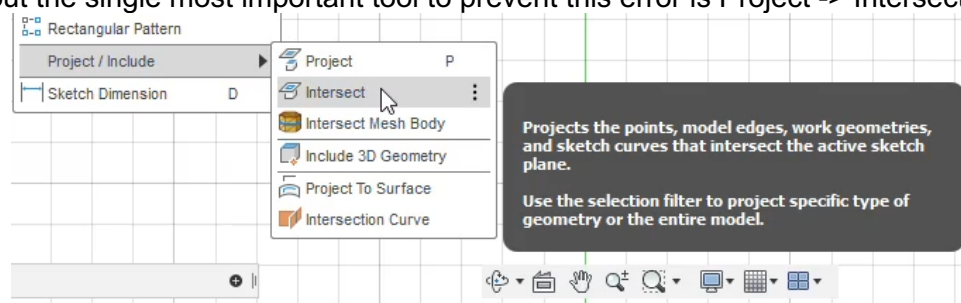 out the single most important tool to prevent this error is Project -> Intersect
Rectangular Pattern
Project / Include
Sketch Dimension D
Project P
Intersect
Intersect Mesh Body
Include 3D Geometry
Project To Surface
Intersection Curve
Projects the points, model edges, work geometries,
and sketch curves that intersect the active sketch
plane.
Use the selection filter to project specific type of
geometry or the entire model.